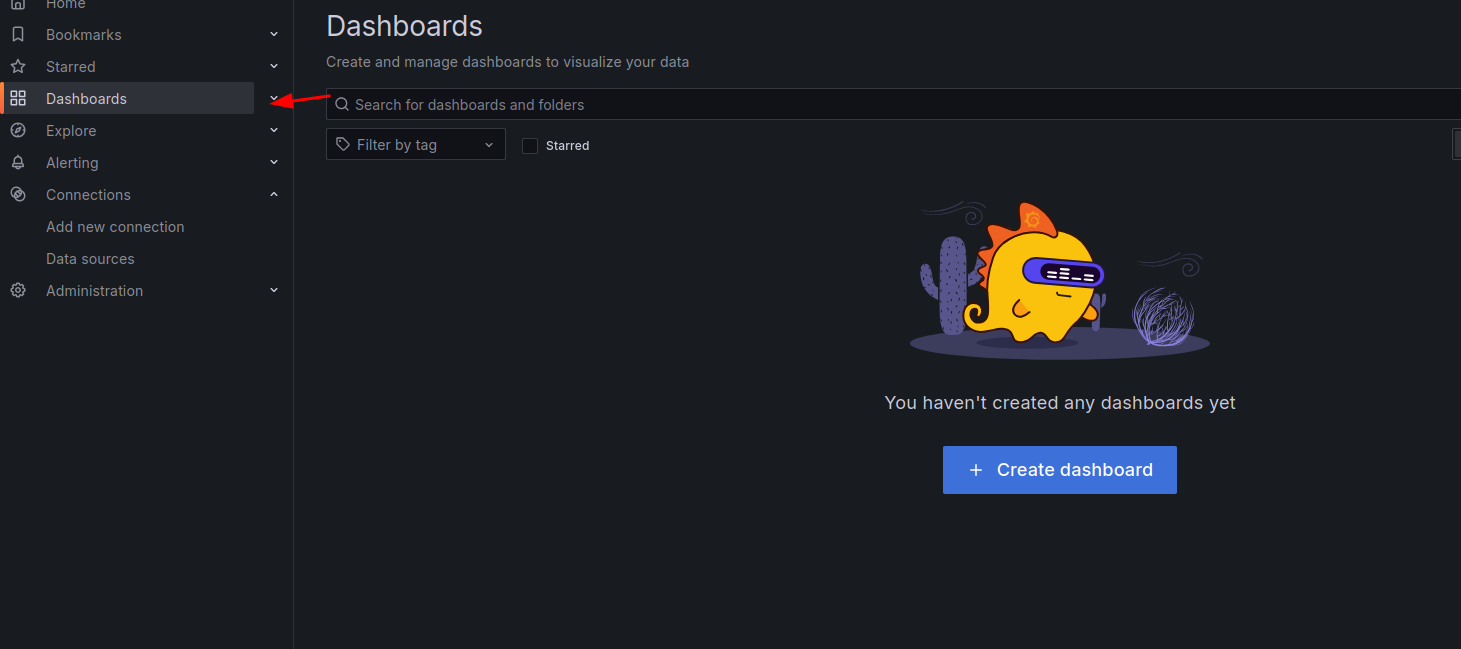 Home
Bookmarks
Starred
Dashboards
Explore
Alerting
Connections
Add new connection
Data sources
Administration
Dashboards
Create and manage dashboards to visualize your data
Search for dashboards and folders
Filter by tag
Starred
You haven't created any dashboards yet
Create dashboard